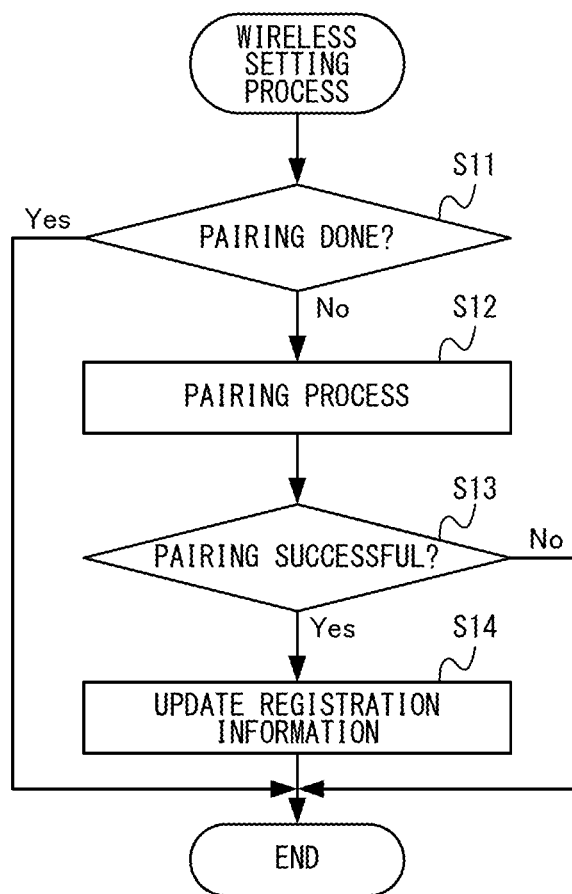 WIRELESS
SETTING
PROCESS
S11
Yes
PAIRING DONE?
No
S12
PAIRING PROCESS
S13
PAIRING SUCCESSFUL?
No
Yes
S14
UPDATE REGISTRATION
INFORMATION
END